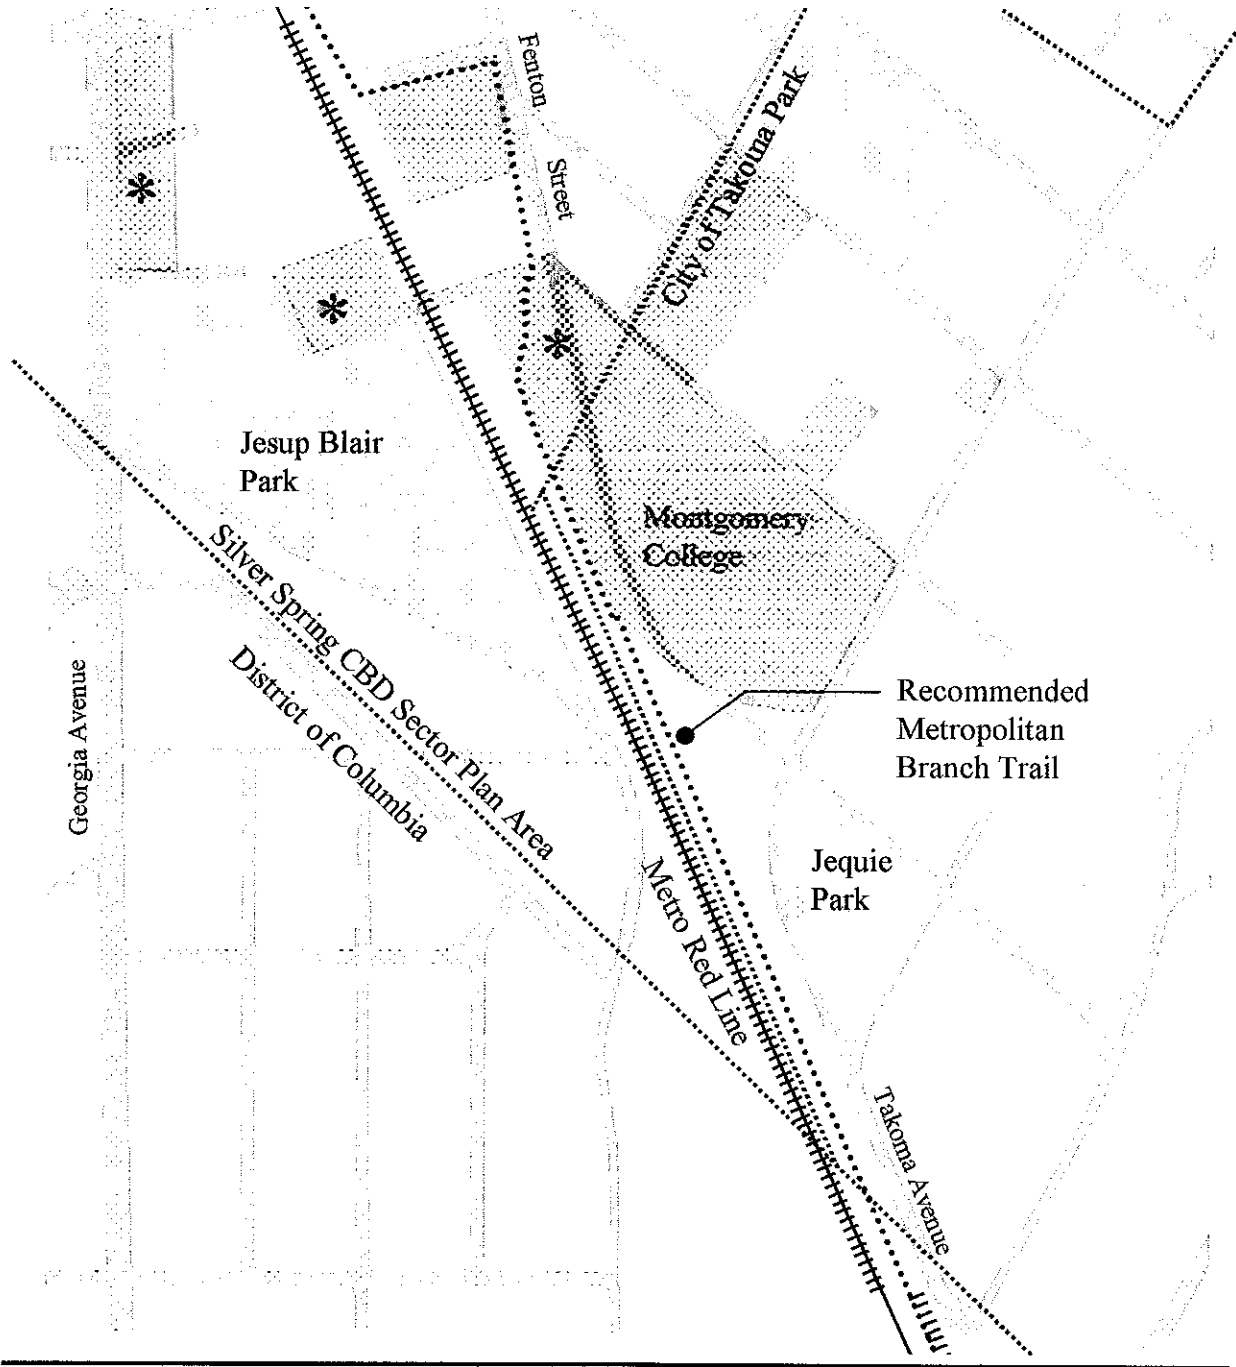 Fenton
Street
City of Takoma Park
Jesup Blair
Park
Montgomery
College
Silver Spring CBD Sector Plan Area
District of Columbia
Georgia Avenue
Recommended
Metropolitan
Branch Trail
Jequie
Park
Metro Red Line
Takoma Avenue